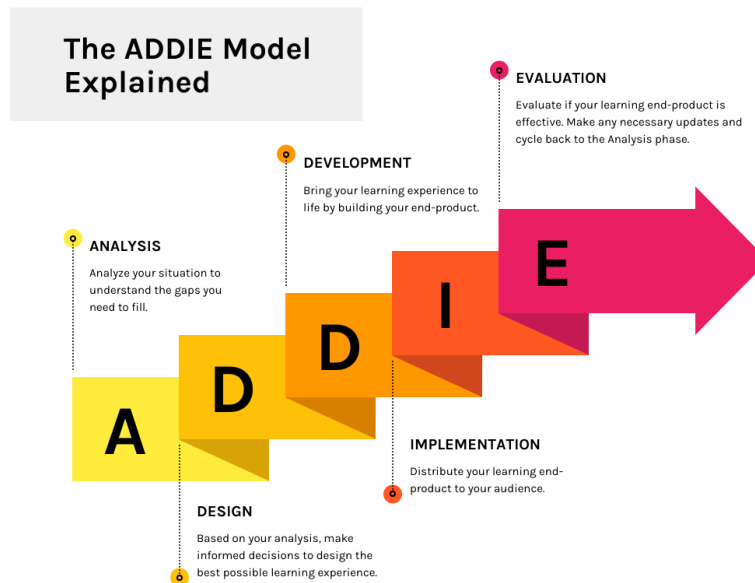 The ADDIE Model
Explained
EVALUATION
Evaluate if your learning end-product is
effective. Make any necessary updates and
cycle back to the Analysis phase.
DEVELOPMENT
Bring your learning experience to
life by building your end-product.
ANALYSIS
Analyze your situation to
understand the gaps you
need to fill.
A
D
D
I
E
IMPLEMENTATION
Distribute your learning end-
product to your audience.
DESIGN
Based on your analysis, make
informed decisions to design the
best possible learning experience.